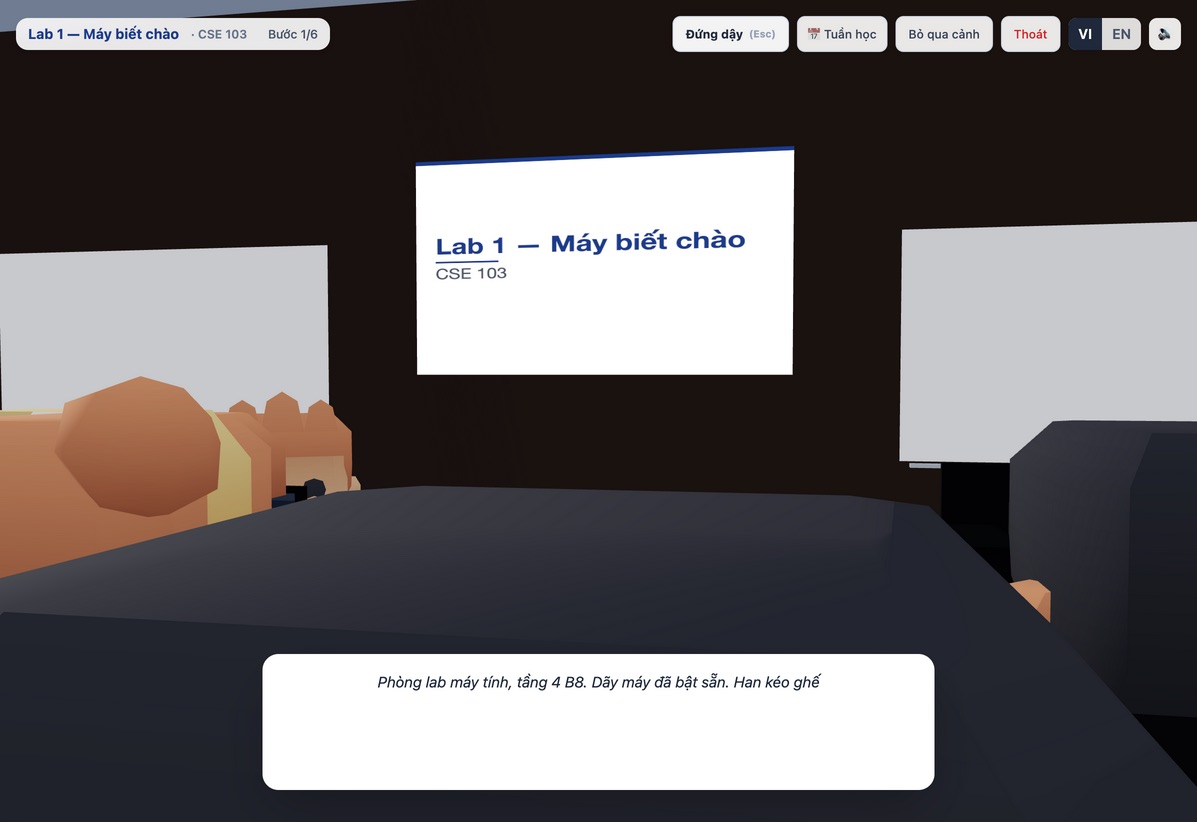 Lab 1 — Máy biết chào · CSE 103 Bước 1/6
Đứng dậy (Esc)
Tuần học
Bỏ qua cảnh
Thoát
VI EN
Lab 1 — Máy biết chào
CSE 103
Phòng lab máy tính, tầng 4 B8. Dãy máy đã bật sẵn. Han kéo ghế